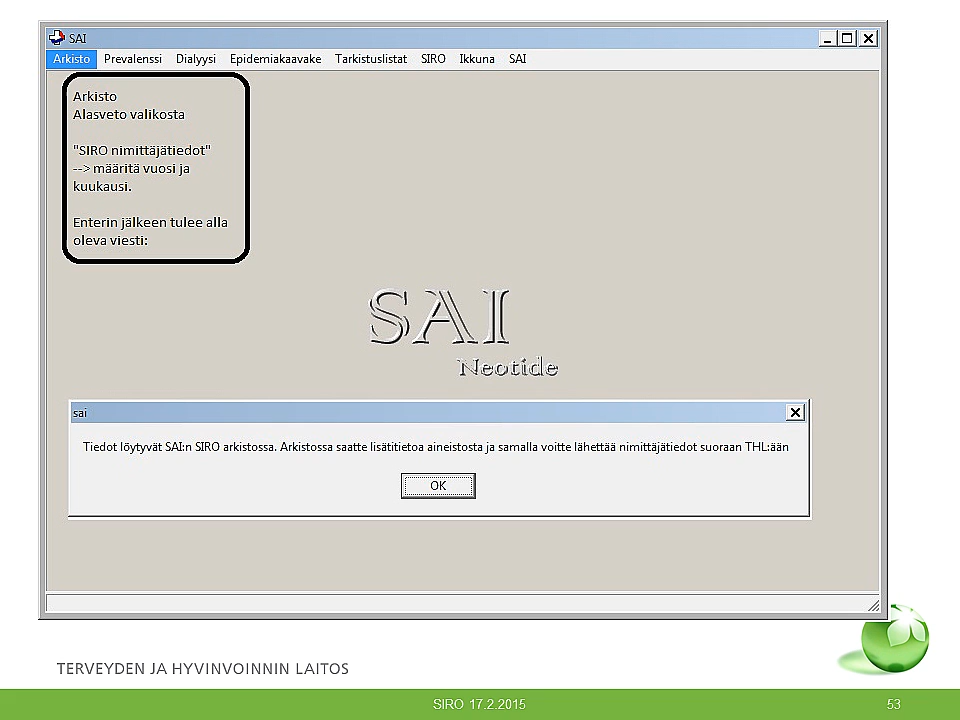 SAI
Arkisto Prevalenssi Dialyysi Epidemiakaavake Tarkistuslistat SIRO Ikkuna SAI
Arkisto
Alasveto valikosta
"SIRO nimittäjätiedot"
--> määritä vuosi ja
kuukausi.
Enterin jälkeen tulee alla
oleva viesti:
SAI
Neotide
sai
Tiedot löytyvät SAI:n SIRO arkistossa. Arkistossa saatte lisätitietoa aineistosta ja samalla voitte lähettää nimittäjätiedot suoraan THL:ään
OK
TERVEYDEN JA HYVINVOINNIN LAITOS
SIRO 17.2.2015 53